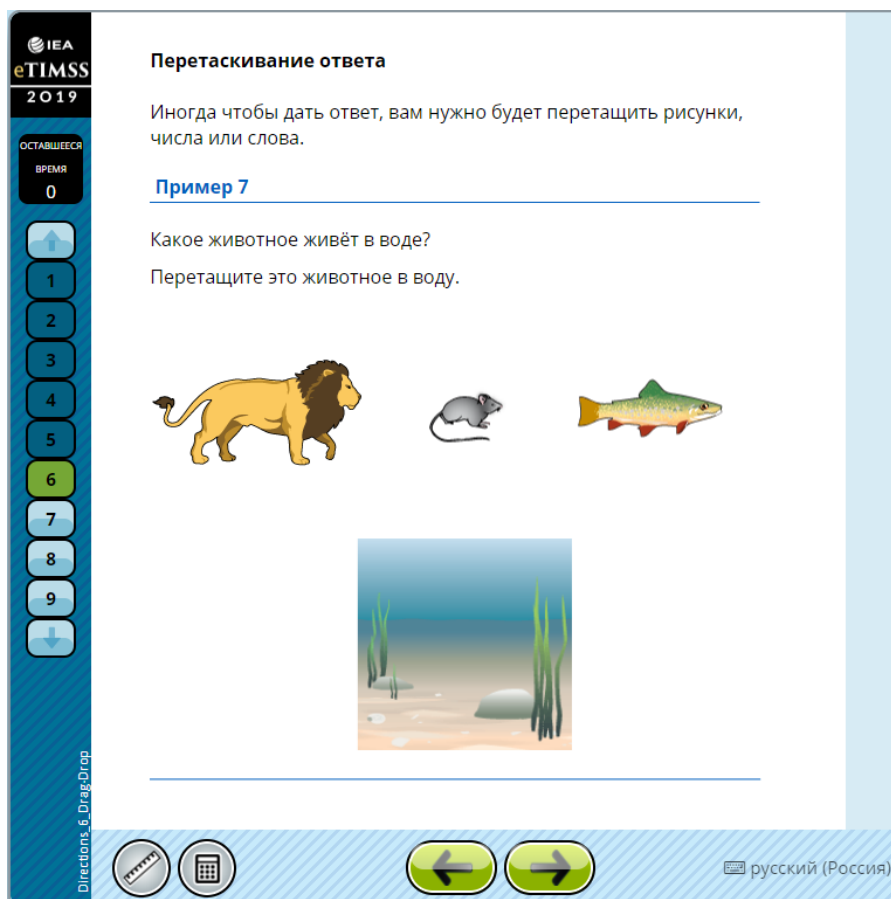 IEA
eTIMSS
2019
ОСТАВШЕЕСЯ
ВРЕМЯ
0
1
2
3
4
5
6
7
8
9
Directions_6_Drag-Drop
Перетаскивание ответа
Иногда чтобы дать ответ, вам нужно будет перетащить рисунки,
числа или слова.
Пример 7
Какое животное живёт в воде?
Перетащите это животное в воду.
русский (Россия)